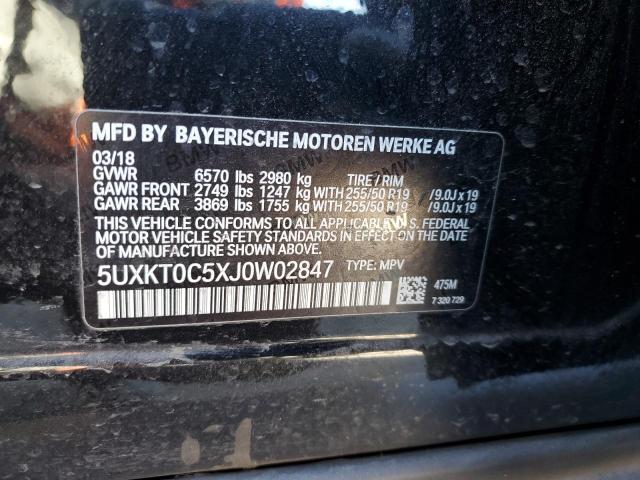 MFD BY BAYERISCHE MOTOREN WERKE AG
03/18
GVWR 6570 lbs 2980 kg TIRE / RIM
GAWR FRONT 2749 lbs 1247 kg WITH 255/50 R19 /9.0J x 19
GAWR REAR 3869 lbs 1755 kg WITH 255/50 R19 /9.0J x 19
THIS VEHICLE CONFORMS TO ALL APPLICABLE U.S. FEDERAL
MOTOR VEHICLE SAFETY STANDARDS IN EFFECT ON THE DATE
OF MANUFACTURE SHOWN ABOVE.
5UXKT0C5XJ0W02847 TYPE: MPV
475M
7 320 729